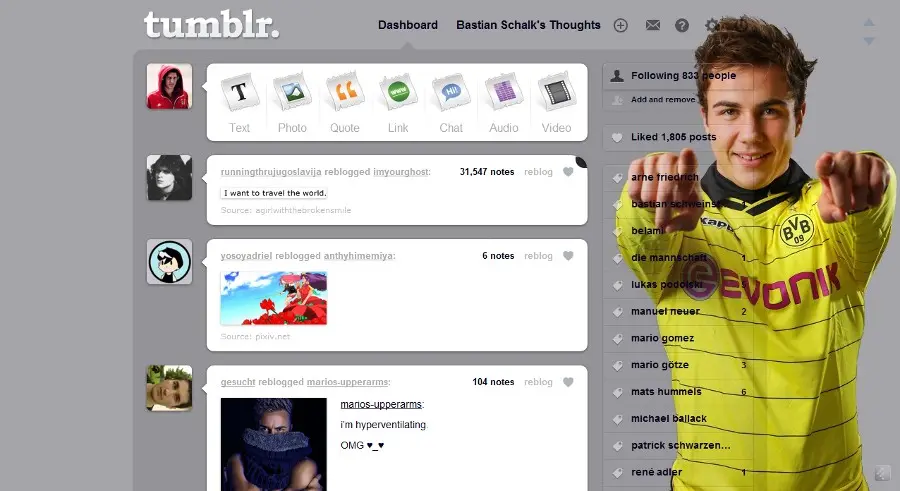 tumblr.
Dashboard
Bastian Schalk's Thoughts
T
www
Hi!
Text
Photo
Quote
Link
Chat
Audio
Video
Following 833 people
Add and remove
Liked 1,805 posts
runningthrujugoslavija reblogged imyourghost:
31,547 notes
reblog
I want to travel the world.
Source: agirlwiththebrokensmile
yosoyadriel reblogged anthyhimemiya:
6 notes
reblog
Source: pixiv.net
gesucht reblogged marios-upperarms:
104 notes
reblog
marios-upperarms:
i'm hyperventilating.
OMG ♥_♥
arne friedrich
bastian schweinst
belami
die mannschaft 1
lukas podolski 5
manuel neuer 2
mario gomez
mario götze 3
mats hummels 6
michael ballack
patrick schwarzen...
rené adler 1
Kappa
BVB
09
EVONIK